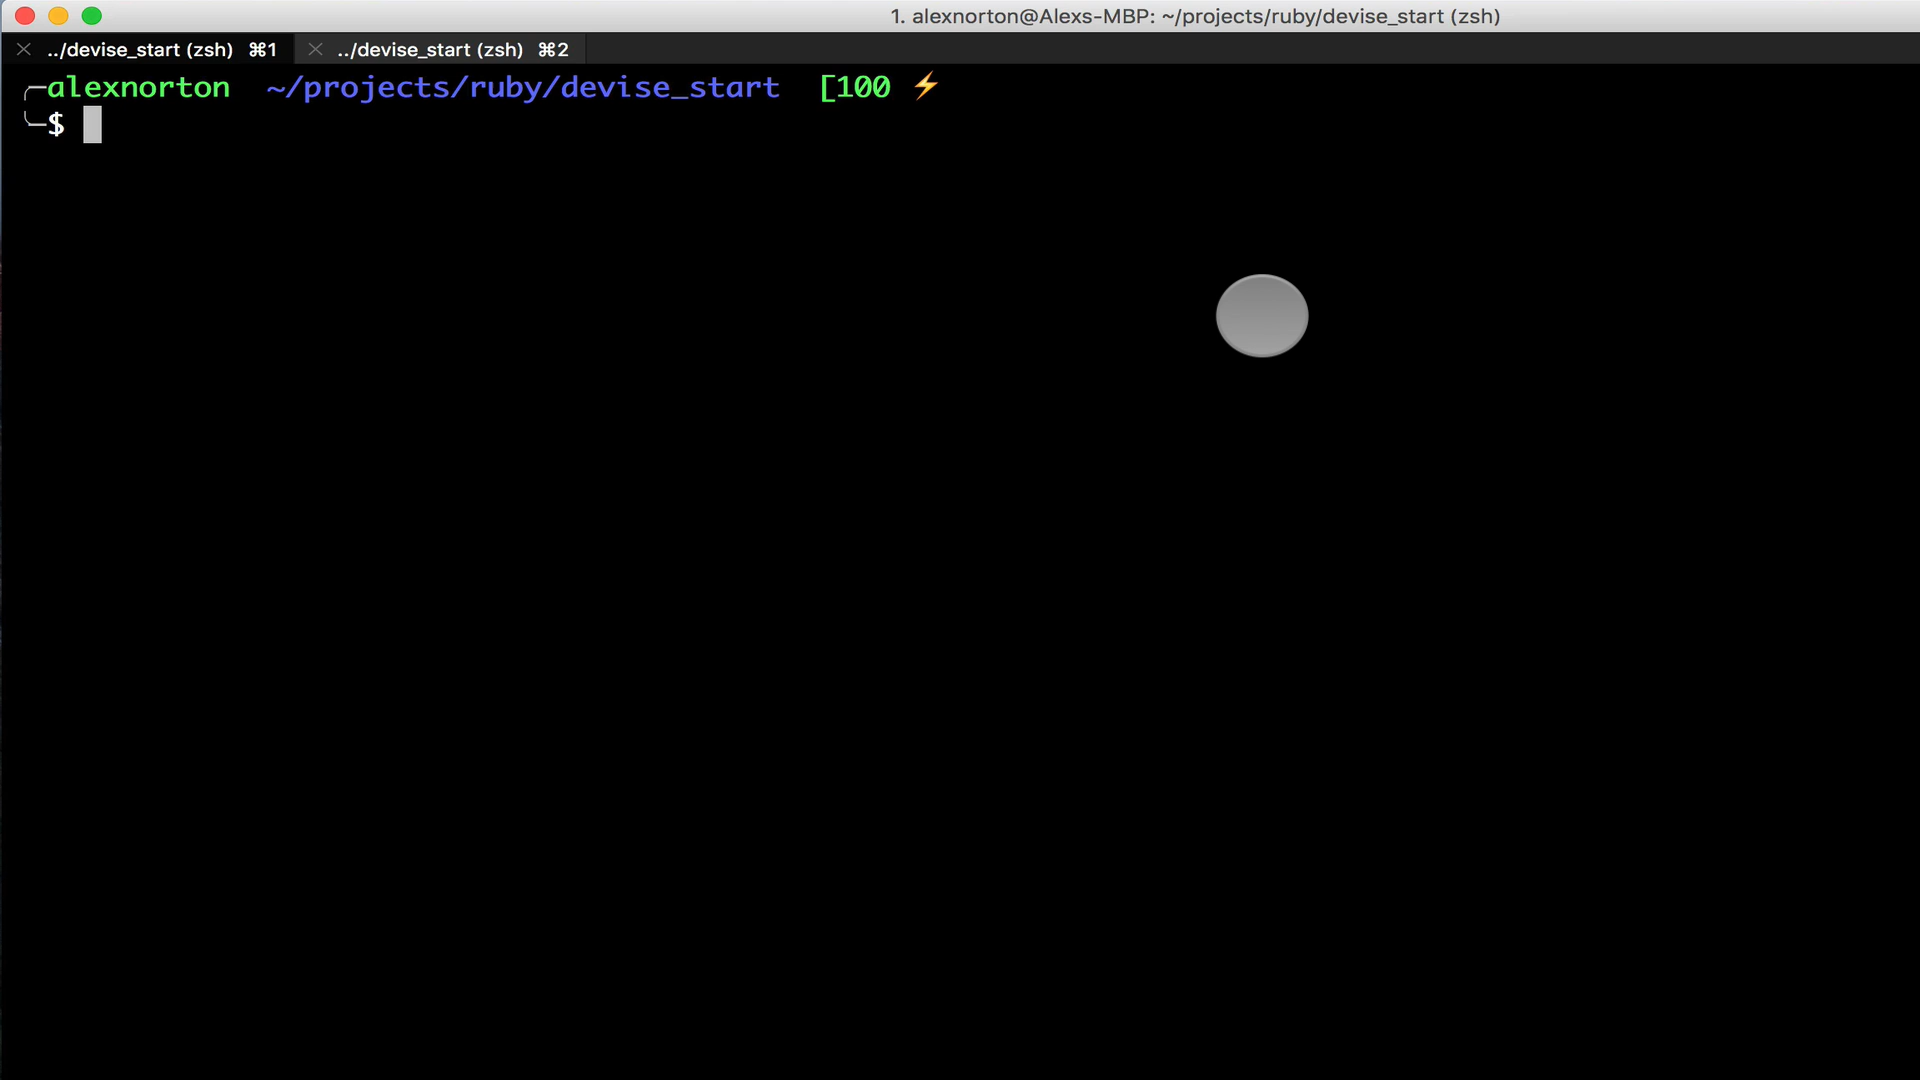 1. alexnorton@Alexs-MBP: ~/projects/ruby/devise_start (zsh)
../devise_start (zsh) ⌘1 ../devise_start (zsh) ⌘2
╭─alexnorton ~/projects/ruby/devise_start [100 ⚡
╰─$